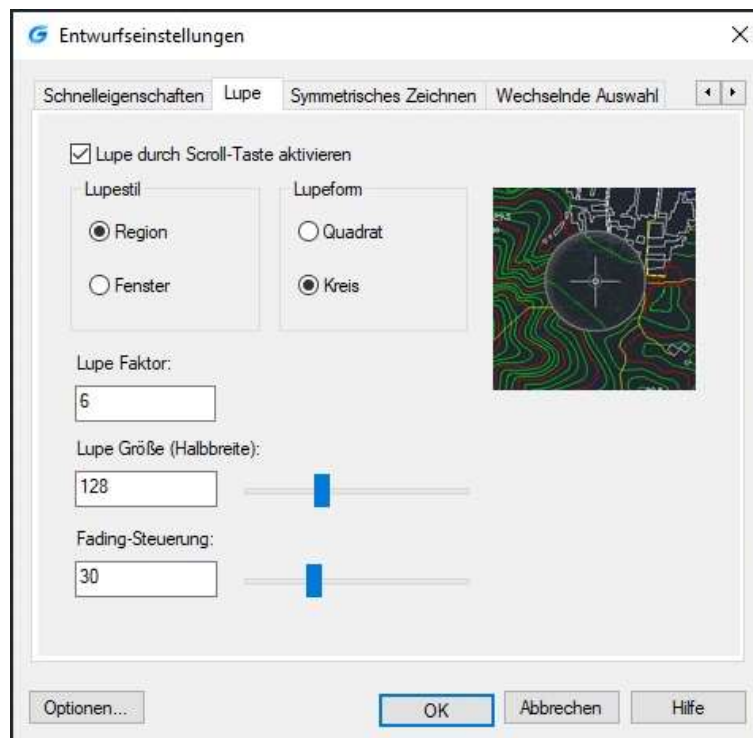 Entwurfseinstellungen
Schnelleigenschaften Lupe Symmetrisches Zeichnen Wechselnde Auswahl
Lupe durch Scroll-Taste aktivieren
Lupestil Lupeform
Region Quadrat
Fenster Kreis
Lupe Faktor:
6
Lupe Größe (Halbbreite):
128
Fading-Steuerung:
30
Optionen... OK Abbrechen Hilfe